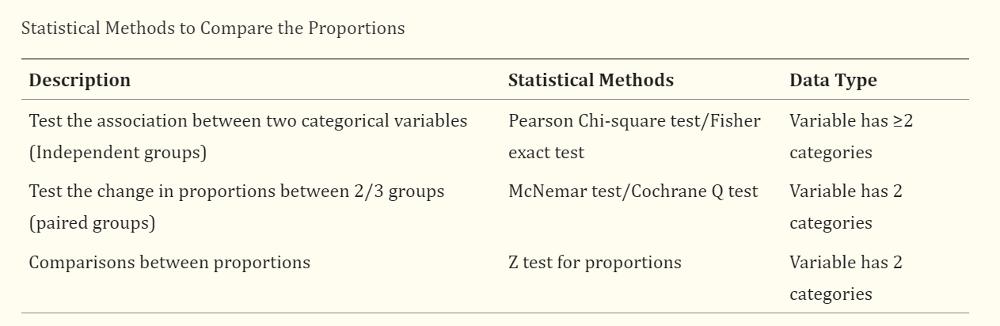 Statistical Methods to Compare the Proportions
Description Statistical Methods Data Type
Test the association between two categorical variables Pearson Chi-square test/Fisher Variable has ≥2
(Independent groups) exact test categories
Test the change in proportions between 2/3 groups McNemar test/Cochrane Q test Variable has 2
(paired groups) categories
Comparisons between proportions Z test for proportions Variable has 2
categories